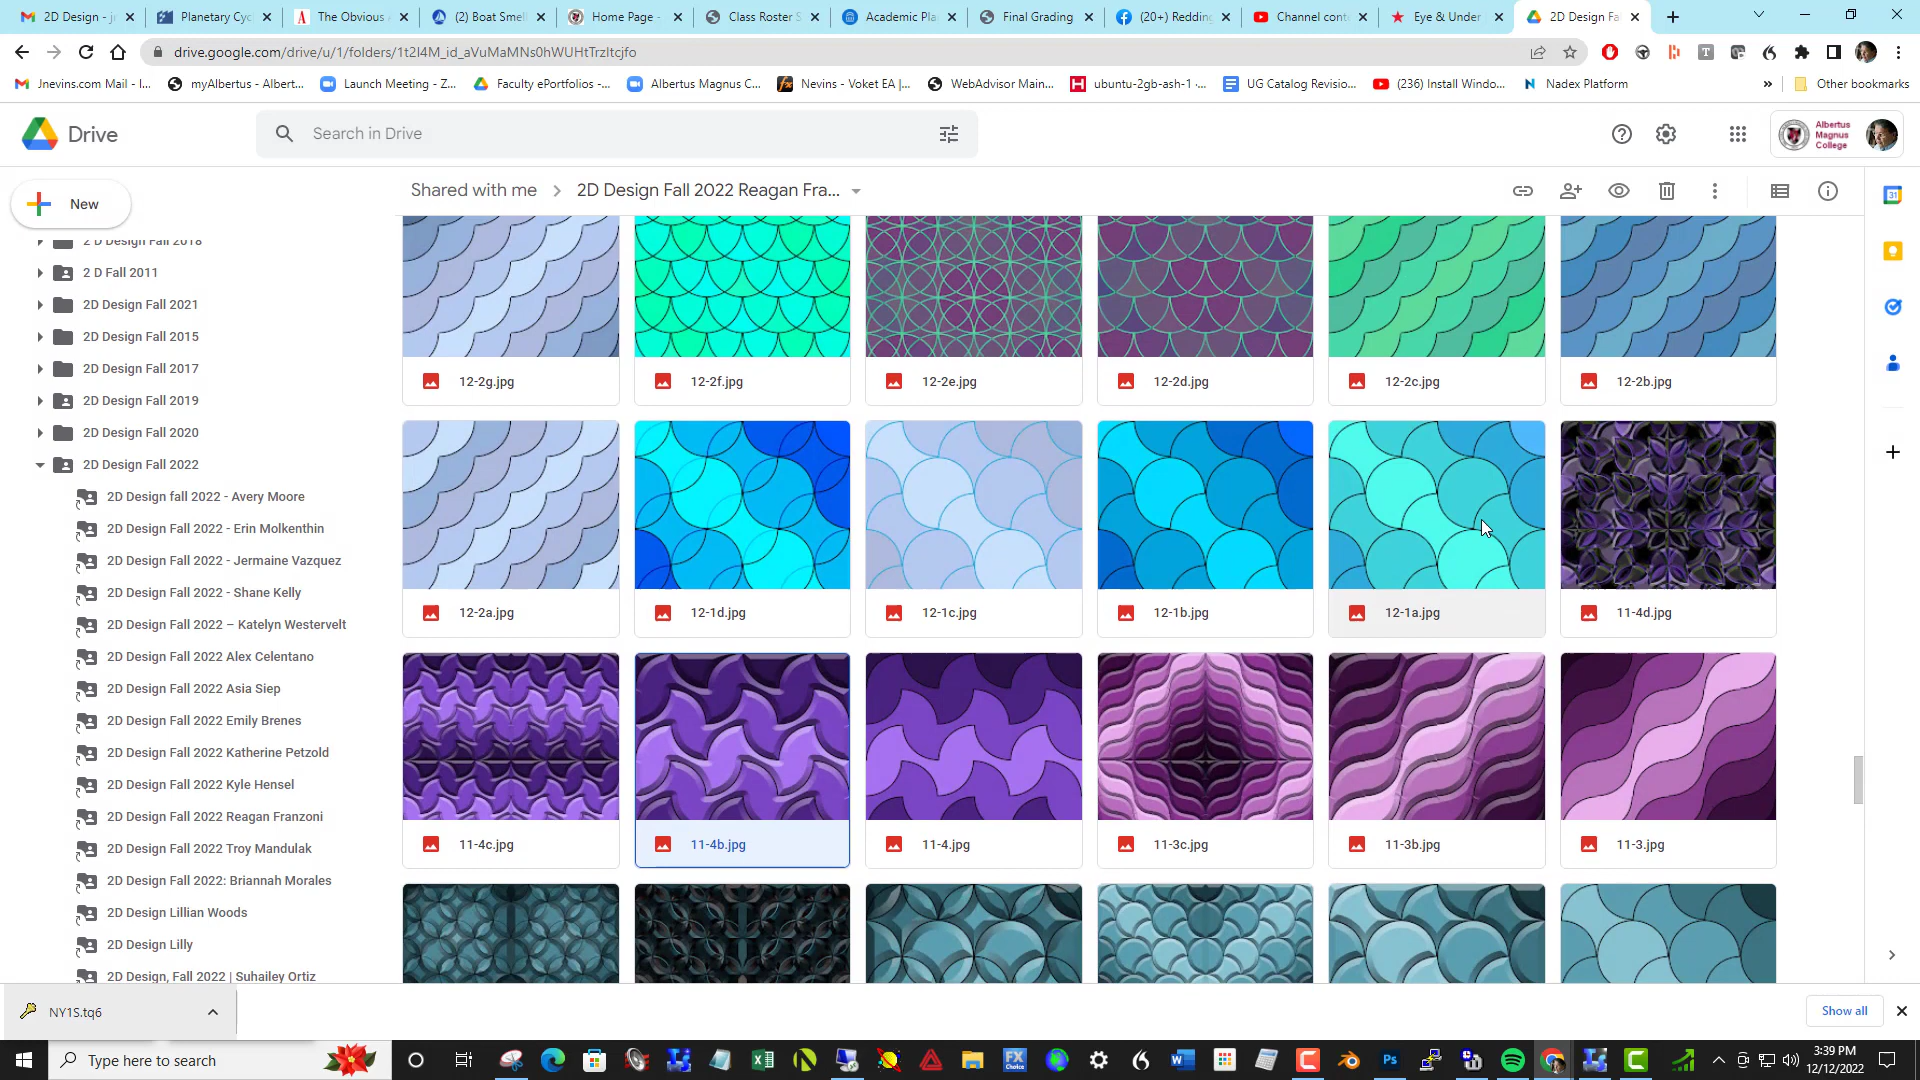 2D Design - jr
Planetary Cyc
The Obvious
(2) Boat Smel
Home Page -
Class Roster S
Academic Pla
Final Grading
(20+) Redding
Channel cont
Eye & Under
2D Design Fa
drive.google.com/drive/u/1/folders/1t2I4M_id_aVuMaMNs0hWUHtTrzItcjfo
Jnevins.com Mail - I...
myAlbertus - Albert...
Launch Meeting - Z...
Faculty ePortfolios -...
Albertus Magnus C...
Nevins - Voket EA |...
WebAdvisor Main...
ubuntu-2gb-ash-1 ·...
UG Catalog Revisio...
(236) Install Windo...
Nadex Platform
»
Other bookmarks
Drive
Search in Drive
Albertus
Magnus
College
New
Shared with me > 2D Design Fall 2022 Reagan Fra...
2 D Design Fall 2018
2 D Fall 2011
2D Design Fall 2021
2D Design Fall 2015
2D Design Fall 2017
2D Design Fall 2019
2D Design Fall 2020
2D Design Fall 2022
2D Design fall 2022 - Avery Moore
2D Design Fall 2022 - Erin Molkenthin
2D Design Fall 2022 - Jermaine Vazquez
2D Design Fall 2022 - Shane Kelly
2D Design Fall 2022 – Katelyn Westervelt
2D Design Fall 2022 Alex Celentano
2D Design Fall 2022 Asia Siep
2D Design Fall 2022 Emily Brenes
2D Design Fall 2022 Katherine Petzold
2D Design Fall 2022 Kyle Hensel
2D Design Fall 2022 Reagan Franzoni
2D Design Fall 2022 Troy Mandulak
2D Design Fall 2022: Briannah Morales
2D Design Lillian Woods
2D Design Lilly
2D Design, Fall 2022 | Suhailey Ortiz
12-2g.jpg
12-2f.jpg
12-2e.jpg
12-2d.jpg
12-2c.jpg
12-2b.jpg
12-2a.jpg
12-1d.jpg
12-1c.jpg
12-1b.jpg
12-1a.jpg
11-4d.jpg
11-4c.jpg
11-4b.jpg
11-4.jpg
11-3c.jpg
11-3b.jpg
11-3.jpg
31
NY1S.tq6
Show all
Type here to search
FX
Choice
Ps
3:39 PM
12/12/2022